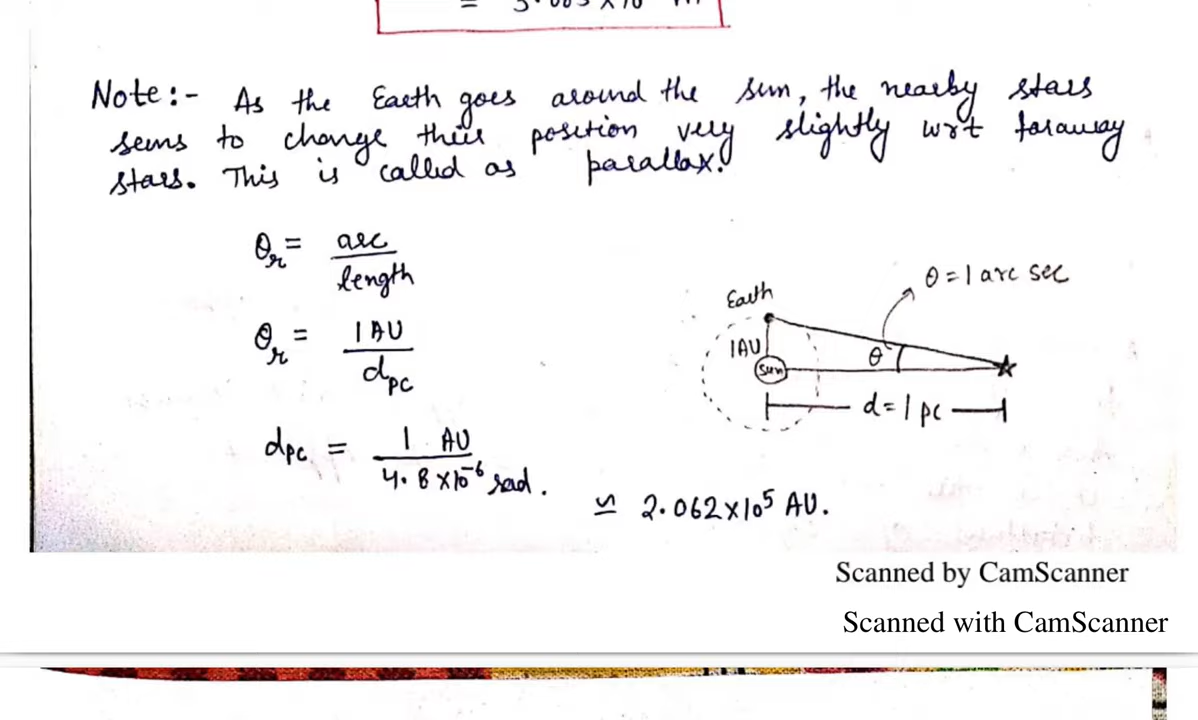 Note :- As the Earth goes around the sun, the nearby stars
seems to change their position very slightly wrt faraway
stars. This is called as parallax.
θr = arc / length
θr = 1 AU / dpc
dpc = 1 AU / 4.8 × 10⁻⁶ rad.
≃ 2.062 × 10⁵ AU.
θ = 1 arc sec
Earth
1AU
θ
Sun
d = 1 pc
Scanned by CamScanner
Scanned with CamScanner